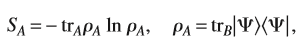 S_A = − tr_A ρ_A ln ρ_A,   ρ_A = tr_B|Ψ⟩⟨Ψ|,